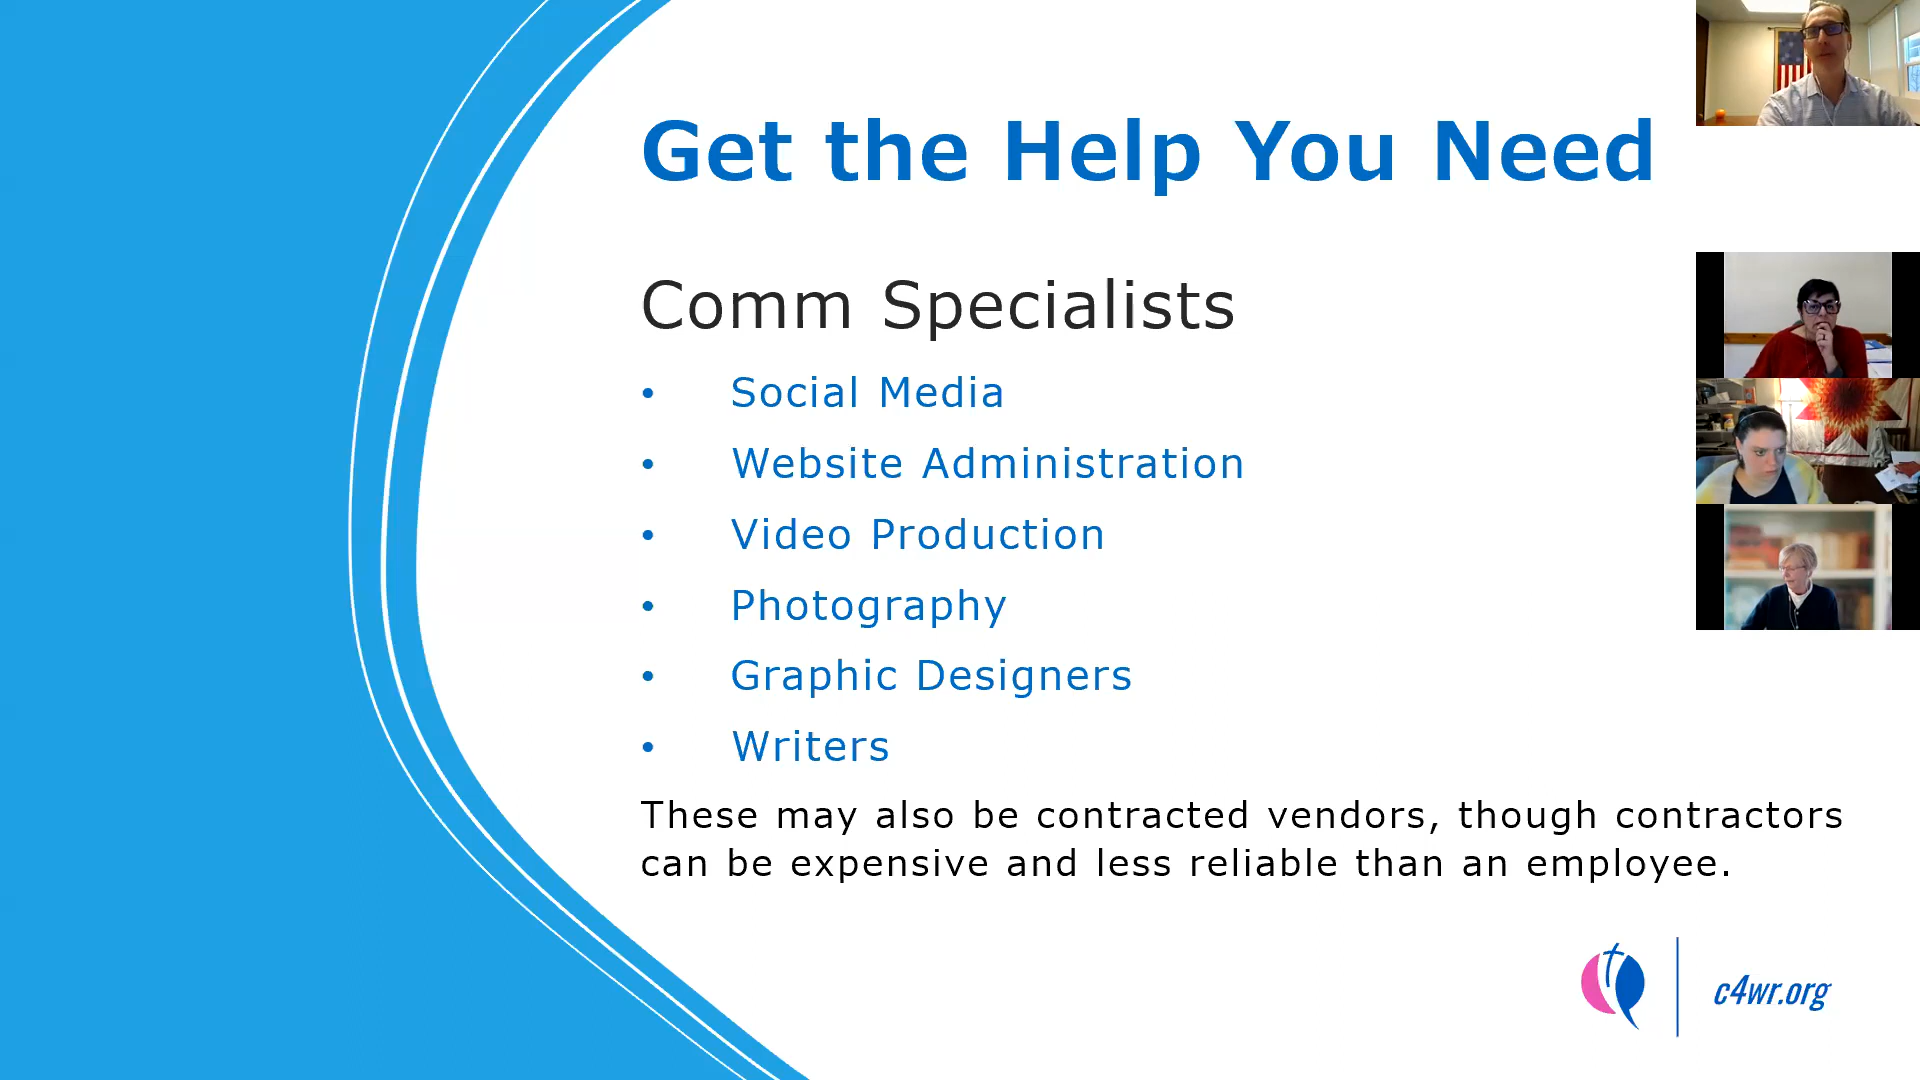 Get the Help You Need
Comm Specialists
• Social Media
• Website Administration
• Video Production
• Photography
• Graphic Designers
• Writers
These may also be contracted vendors, though contractors
can be expensive and less reliable than an employee.
c4wr.org